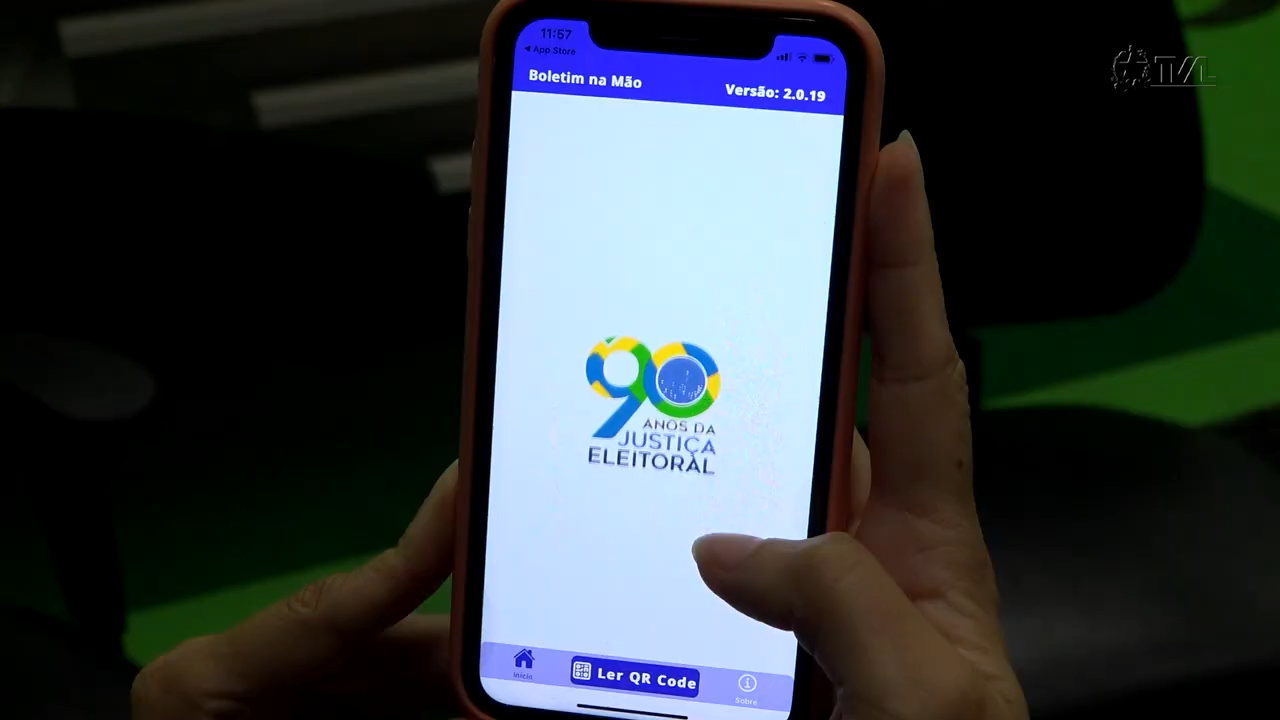 11:57
◀ App Store
Boletim na Mão
Versão: 2.0.19
90
ANOS DA
JUSTIÇA
ELEITORAL
Início
Ler QR Code
Sobre
TVAL